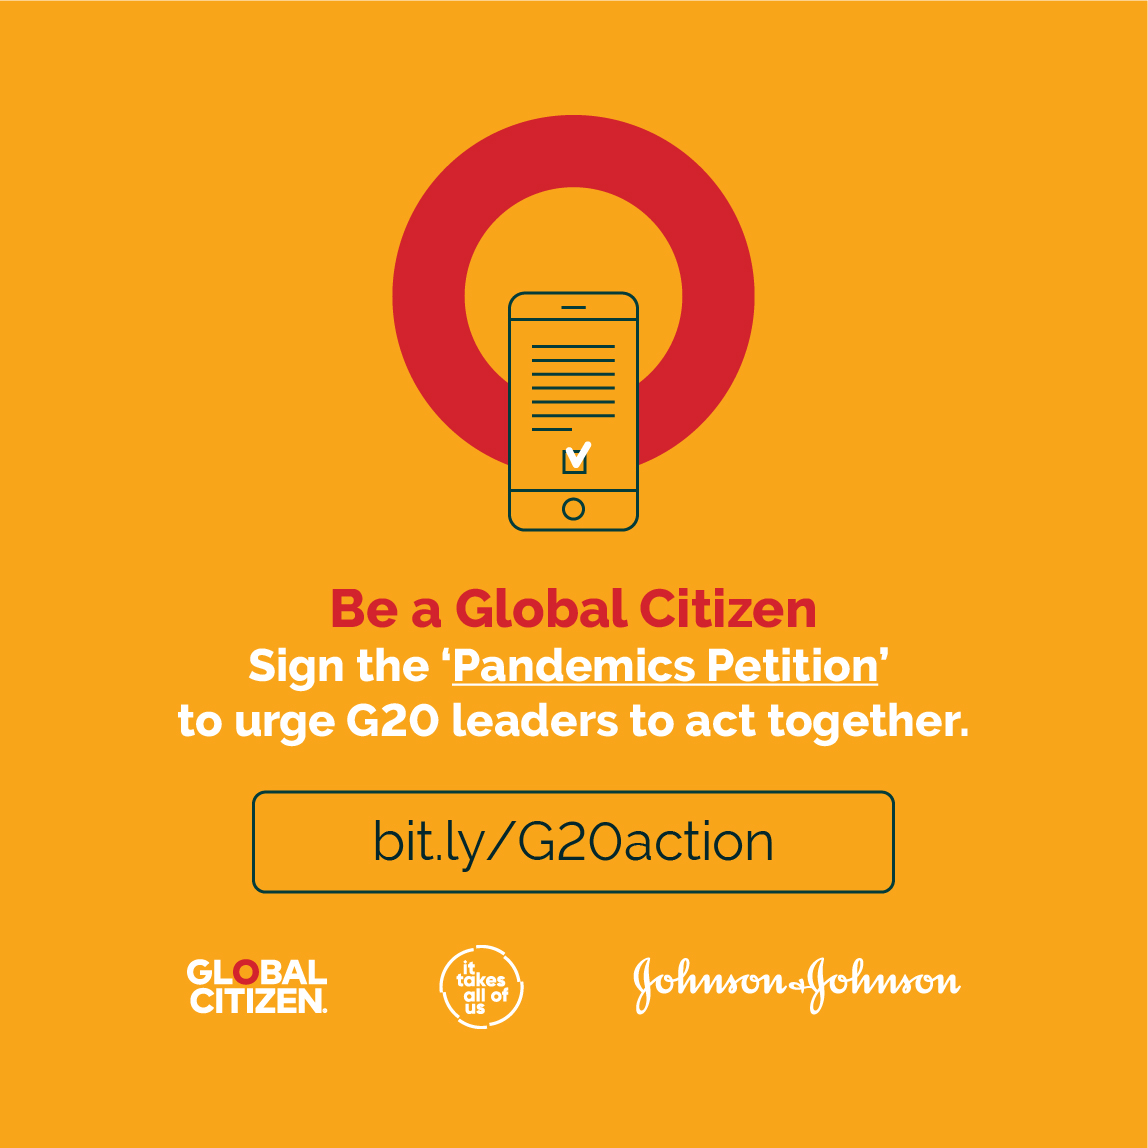 Be a Global Citizen
Sign the ‘Pandemics Petition’
to urge G20 leaders to act together.
bit.ly/G20action
GLOBAL
CITIZEN.
it
takes
all of
us
Johnson&Johnson